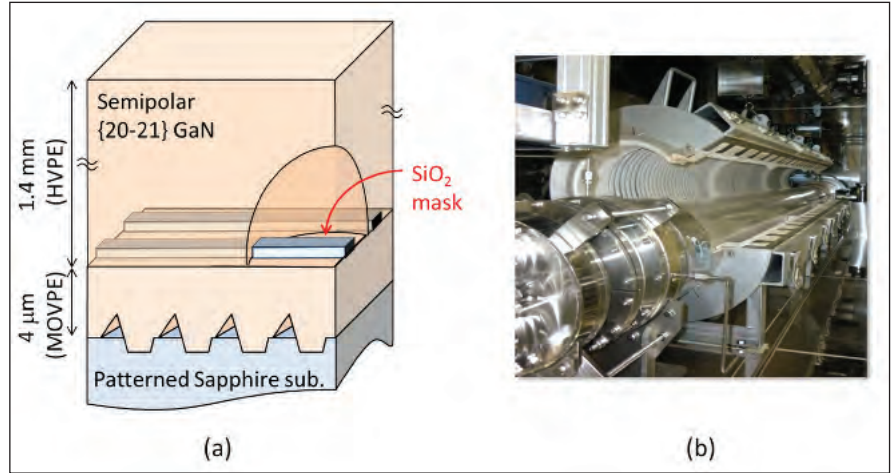 Semipolar
{20-21} GaN
1.4 mm
(HVPE)
SiO₂
mask
4 μm
(MOVPE)
Patterned Sapphire sub.
(a)
(b)